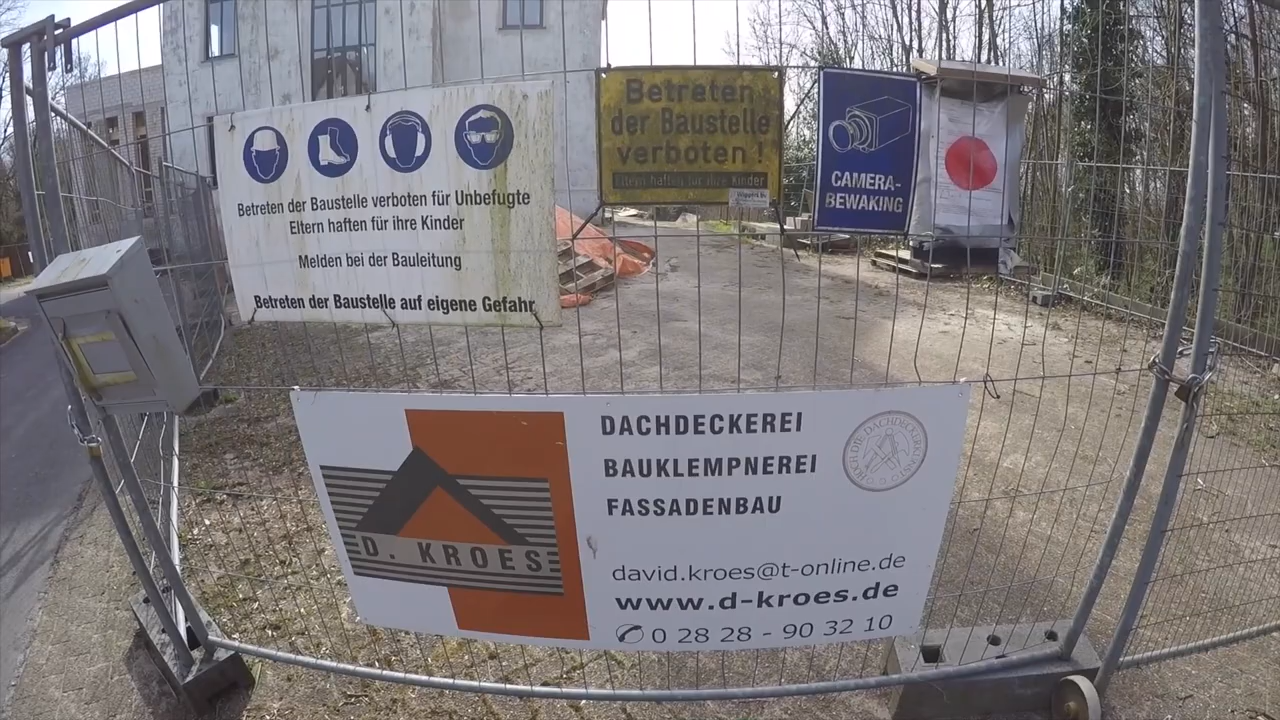 Betreten der Baustelle verboten für Unbefugte
Eltern haften für ihre Kinder
Melden bei der Bauleitung
Betreten der Baustelle auf eigene Gefahr
Betreten
der Baustelle
verboten !
Eltern haften für ihre Kinder
CAMERA-
BEWAKING
D. KROES
DACHDECKEREI
BAUKLEMPNEREI
FASSADENBAU
david.kroes@t-online.de
www.d-kroes.de
0 28 28 - 90 32 10